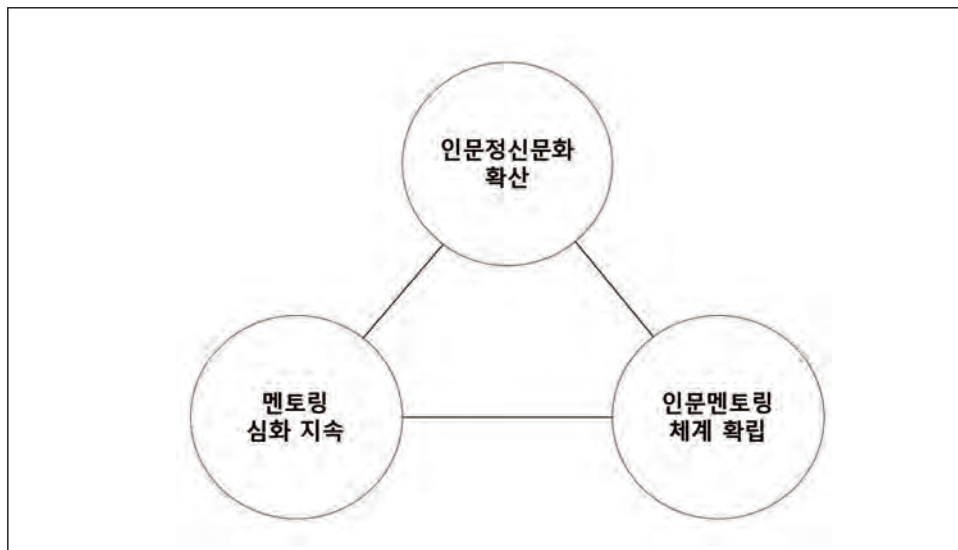 인문정신문화
확산
멘토링
심화 지속
인문멘토링
체계 확립